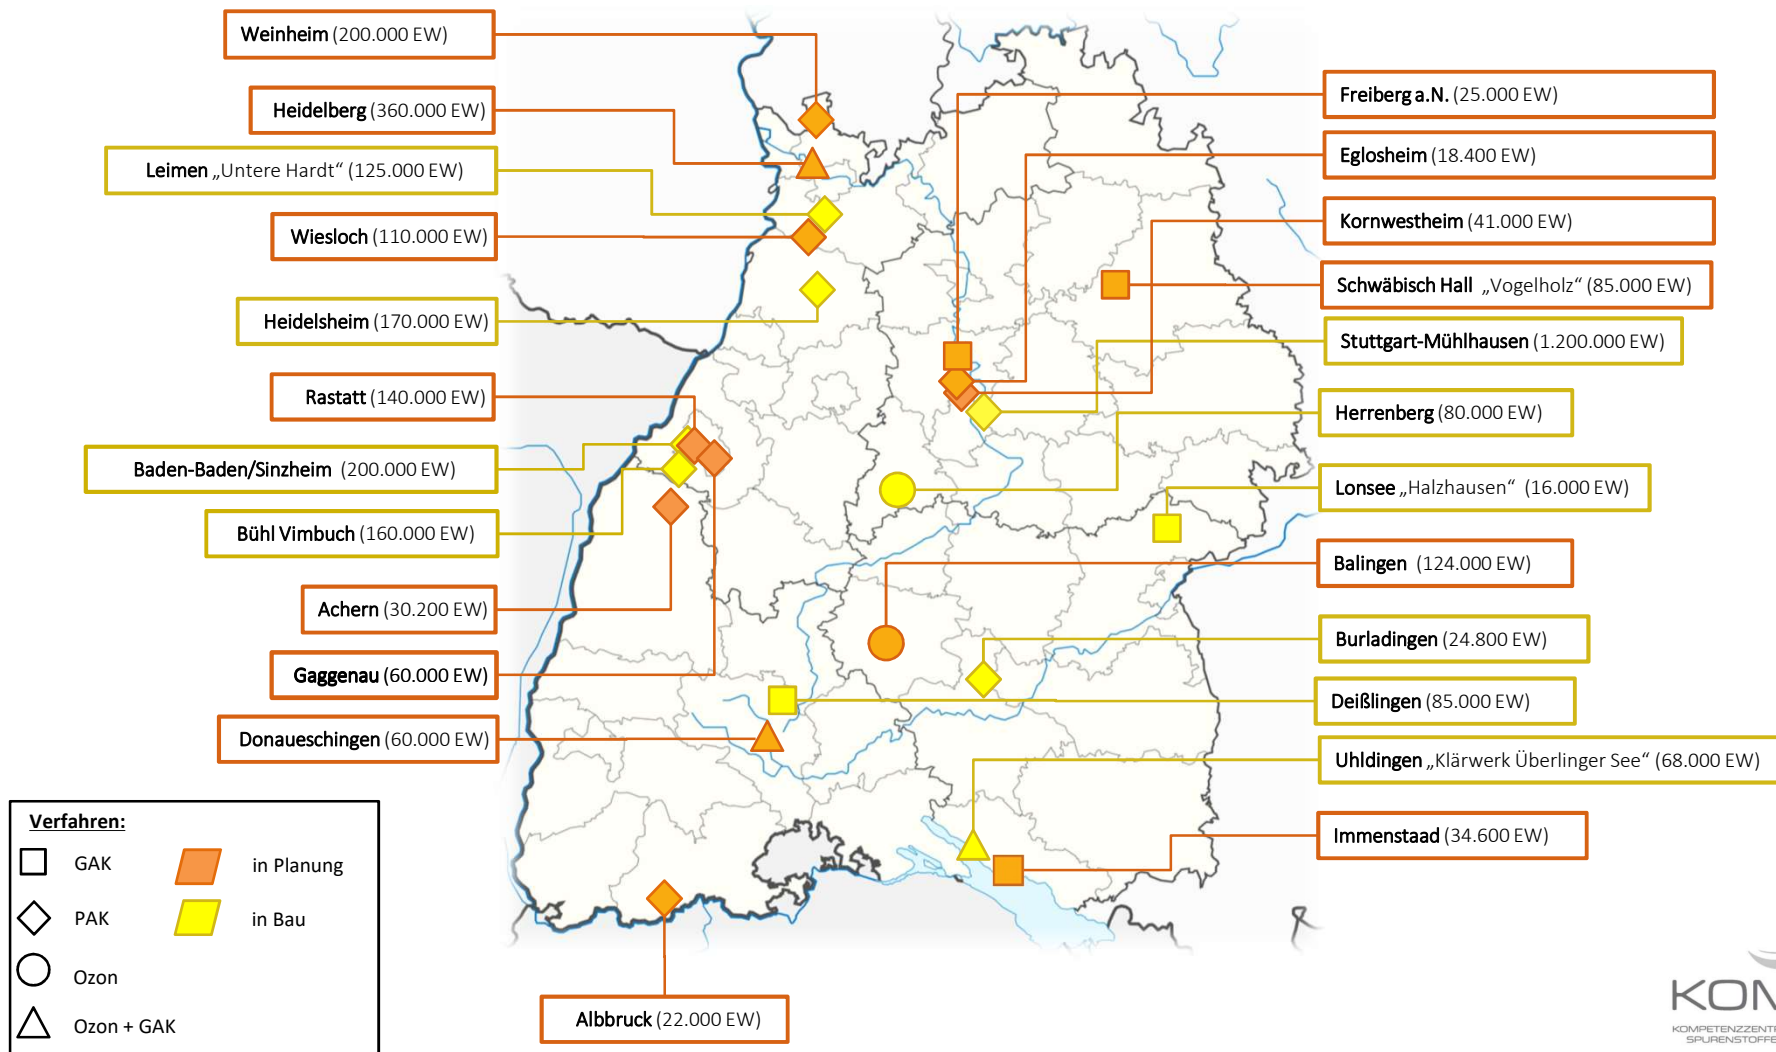 Weinheim (200.000 EW)
Heidelberg (360.000 EW)
Leimen „Untere Hardt“ (125.000 EW)
Wiesloch (110.000 EW)
Heidelsheim (170.000 EW)
Rastatt (140.000 EW)
Baden-Baden/Sinzheim (200.000 EW)
Bühl Vimbuch (160.000 EW)
Achern (30.200 EW)
Gaggenau (60.000 EW)
Donaueschingen (60.000 EW)
Albbruck (22.000 EW)
Freiberg a.N. (25.000 EW)
Eglosheim (18.400 EW)
Kornwestheim (41.000 EW)
Schwäbisch Hall „Vogelholz“ (85.000 EW)
Stuttgart-Mühlhausen (1.200.000 EW)
Herrenberg (80.000 EW)
Lonsee „Halzhausen“ (16.000 EW)
Balingen (124.000 EW)
Burladingen (24.800 EW)
Deißlingen (85.000 EW)
Uhldingen „Klärwerk Überlinger See“ (68.000 EW)
Immenstaad (34.600 EW)
Verfahren:
GAK in Planung
PAK in Bau
Ozon
Ozon + GAK